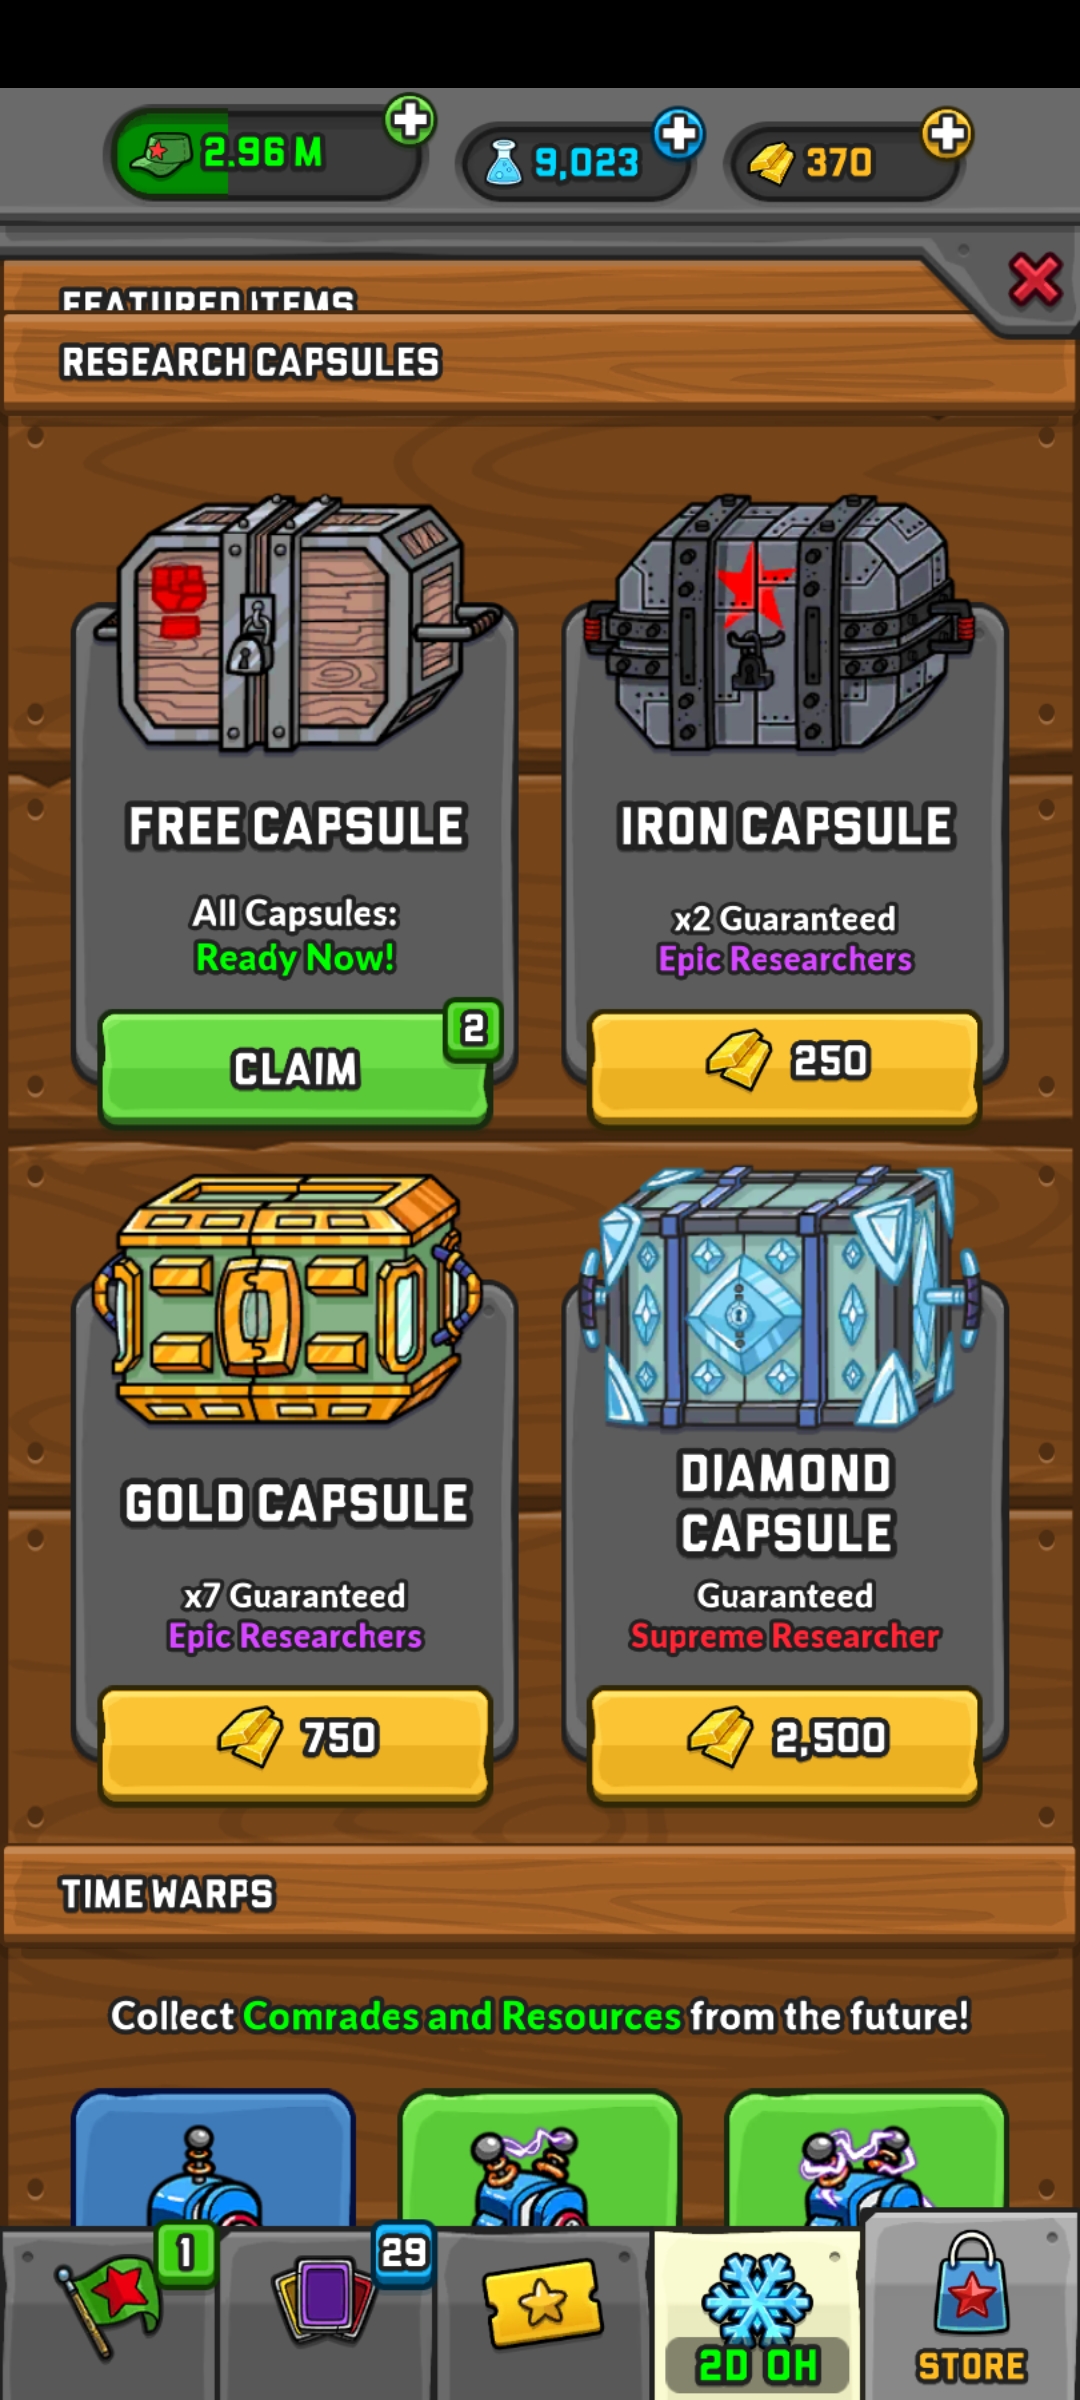 2.96 M
9,023
370
FEATURED ITEMS
RESEARCH CAPSULES
FREE CAPSULE
All Capsules:
Ready Now!
2
CLAIM
IRON CAPSULE
x2 Guaranteed
Epic Researchers
250
GOLD CAPSULE
x7 Guaranteed
Epic Researchers
750
DIAMOND
CAPSULE
Guaranteed
Supreme Researcher
2,500
TIME WARPS
Collect Comrades and Resources from the future!
1
29
2D 0H
STORE